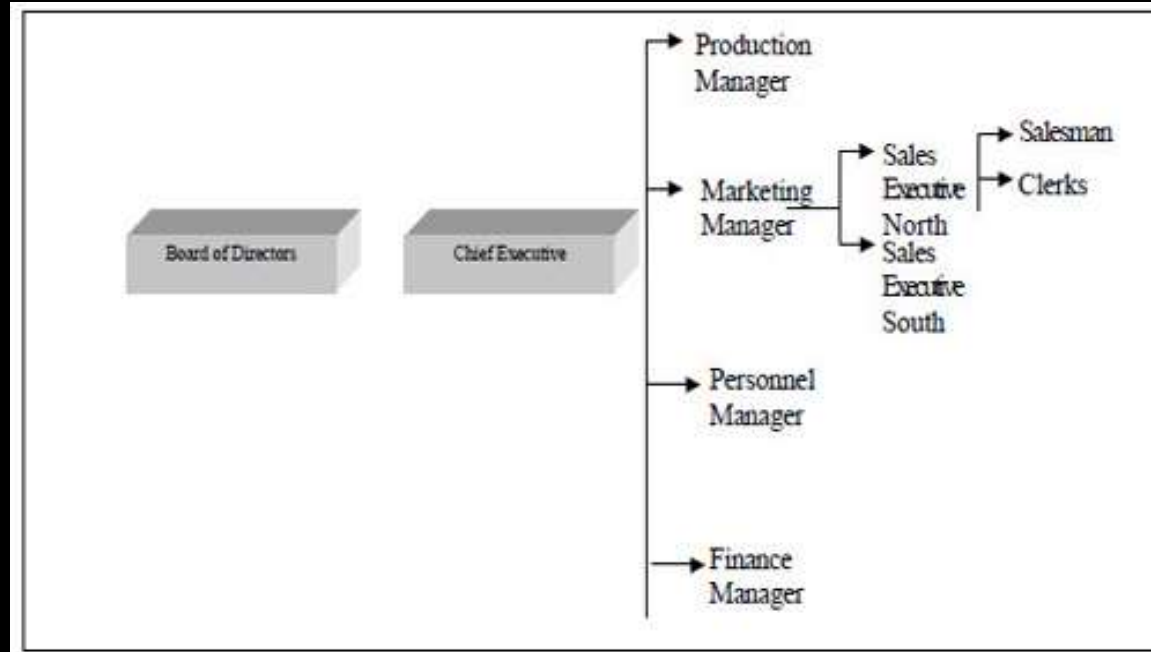 Board of Directors
Chief Executive
Production
Manager
Marketing
Manager
Sales
Executive
North
Sales
Executive
South
Salesman
Clerks
Personnel
Manager
Finance
Manager